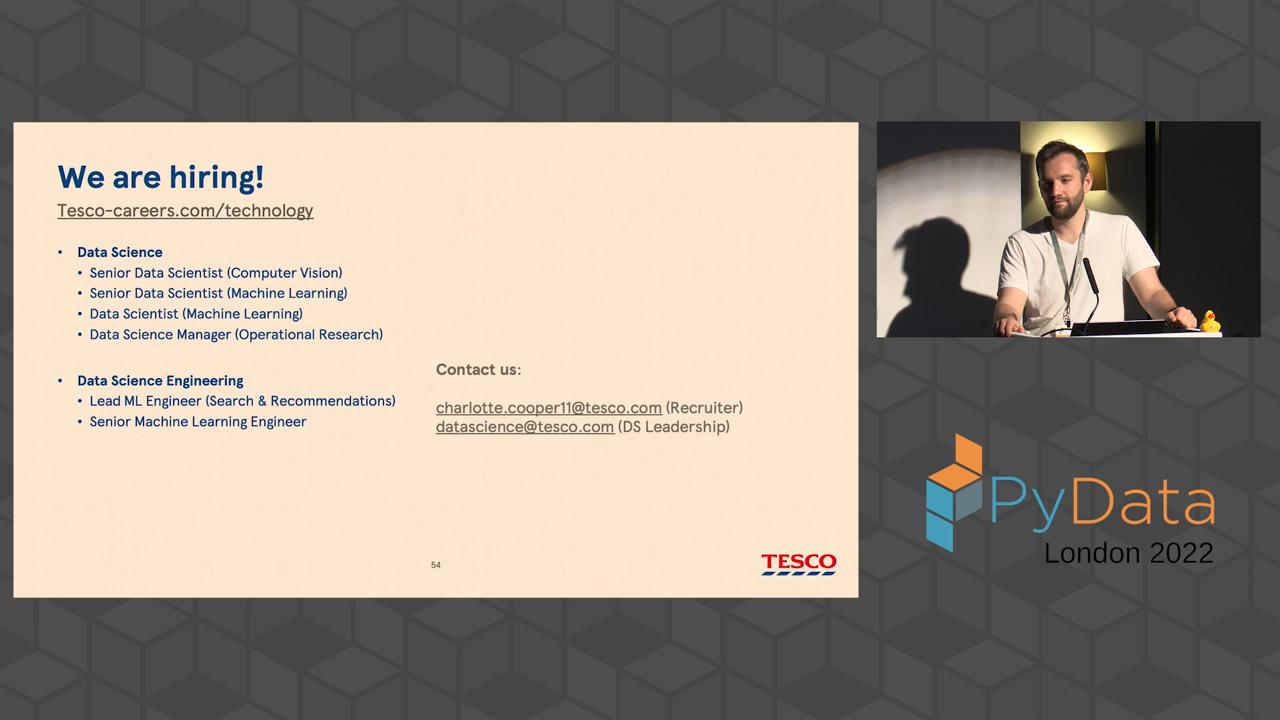 We are hiring!
Tesco-careers.com/technology
• Data Science
• Senior Data Scientist (Computer Vision)
• Senior Data Scientist (Machine Learning)
• Data Scientist (Machine Learning)
• Data Science Manager (Operational Research)
• Data Science Engineering
• Lead ML Engineer (Search & Recommendations)
• Senior Machine Learning Engineer
Contact us:
charlotte.cooper11@tesco.com (Recruiter)
datascience@tesco.com (DS Leadership)
54
TESCO
PyData
London 2022